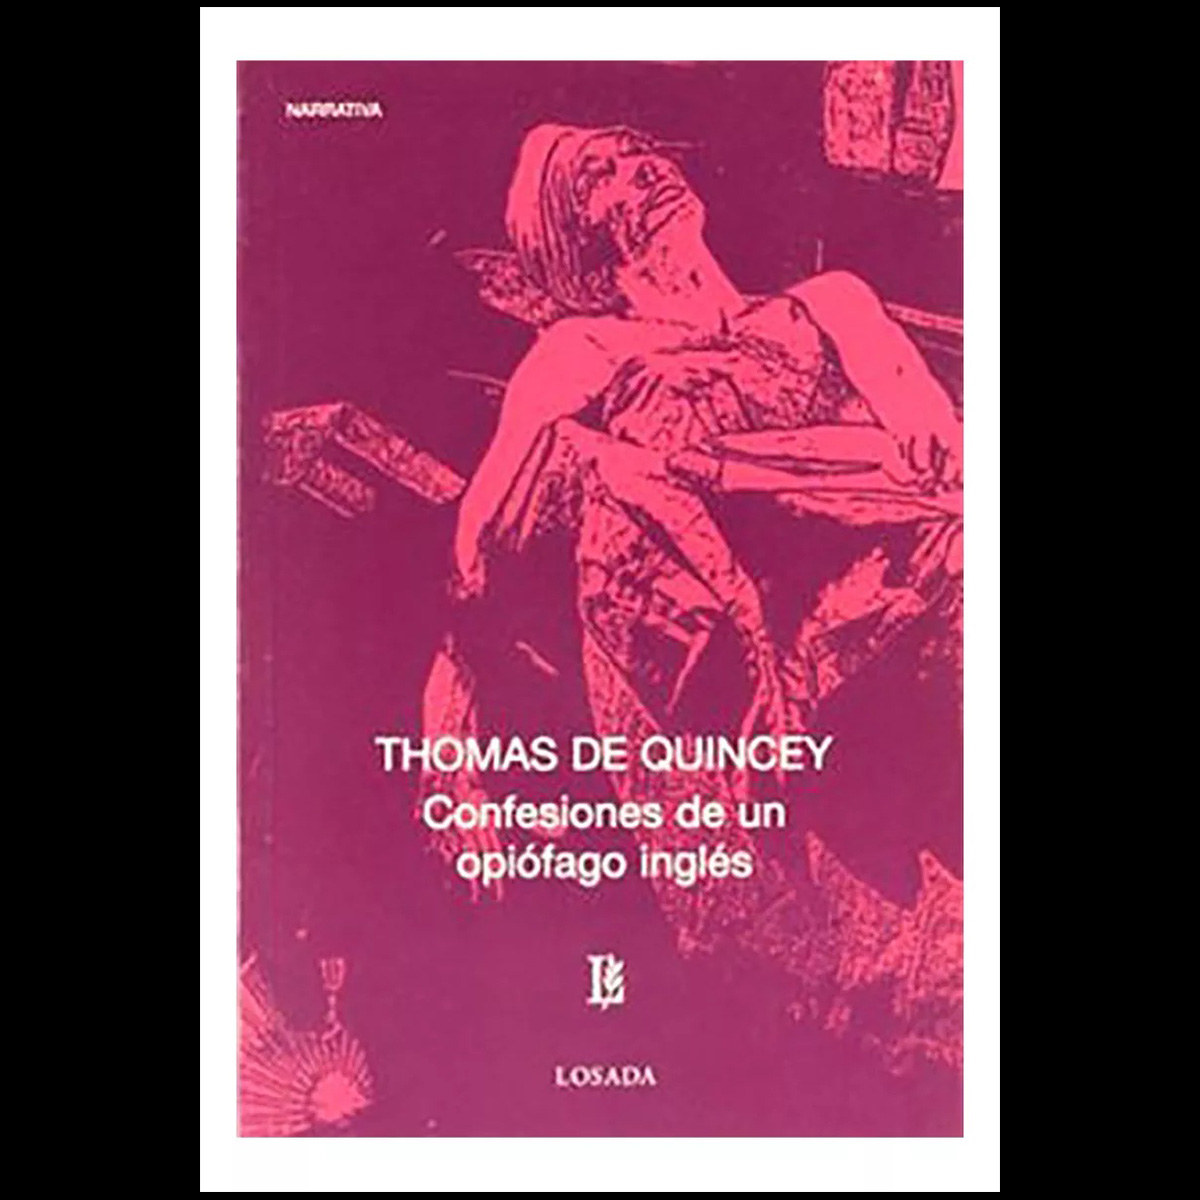 NARRATIVA
THOMAS DE QUINCEY
Confesiones de un
opiófago inglés
L
LOSADA